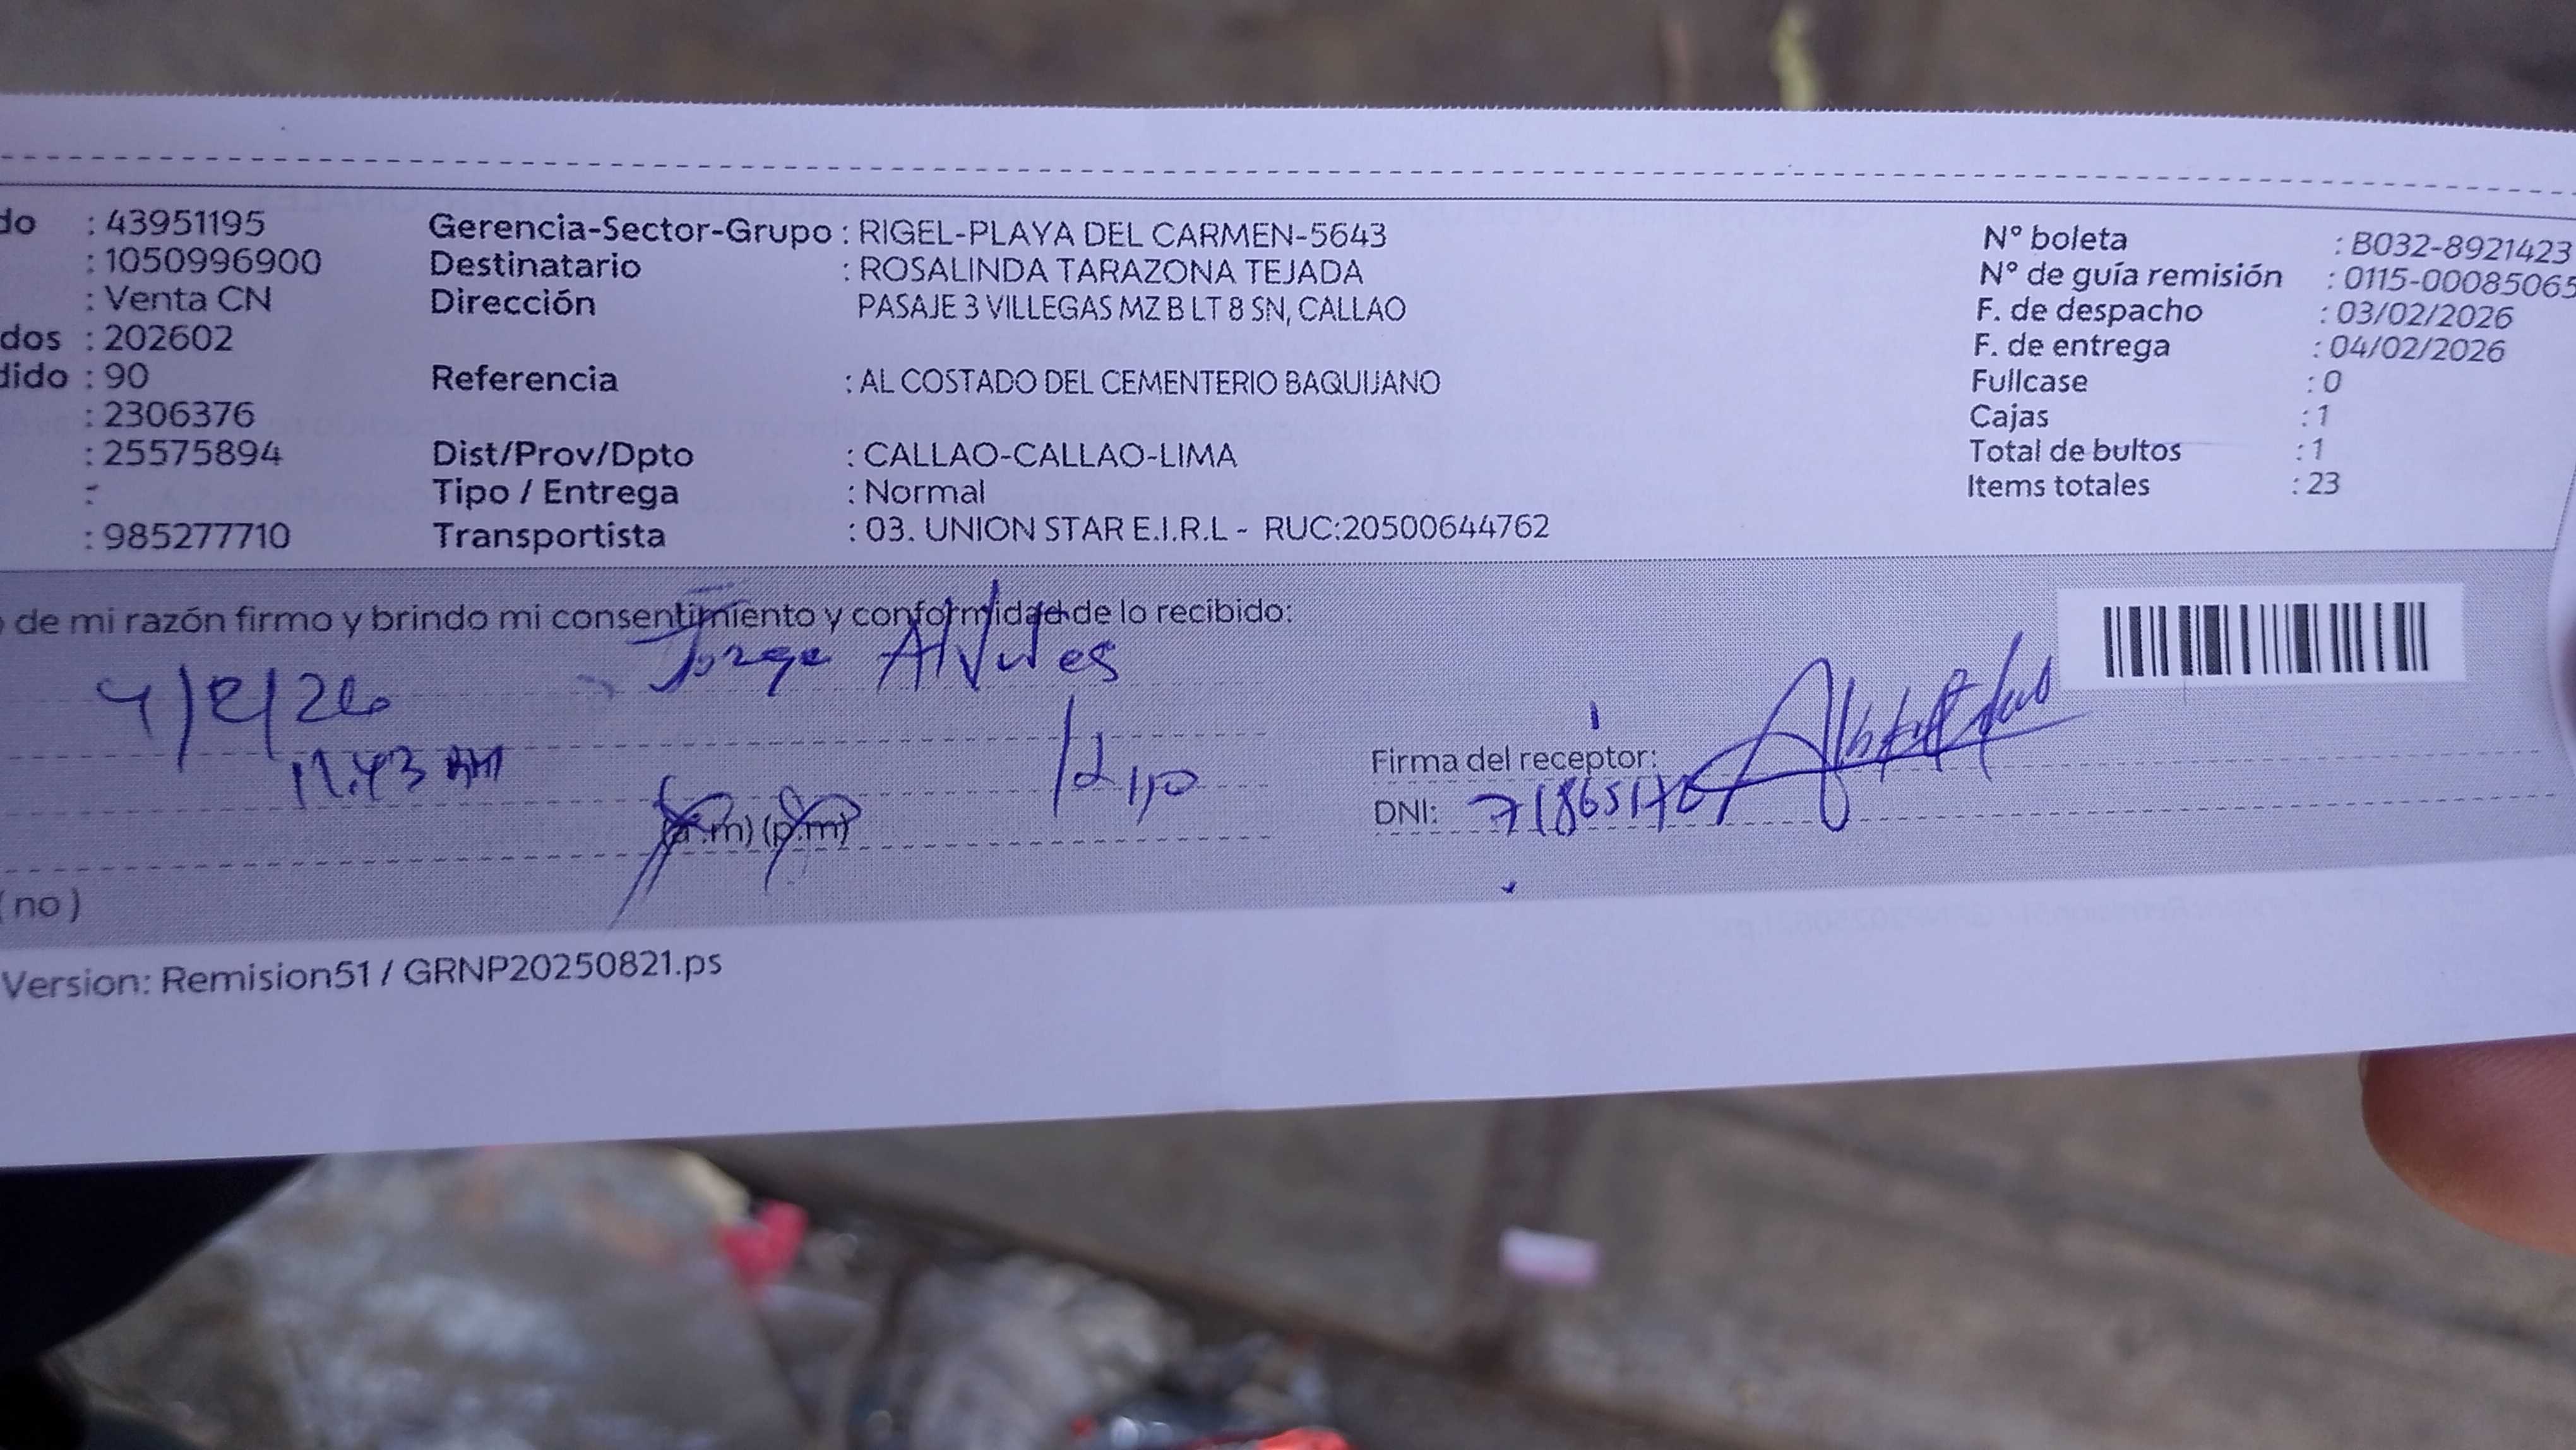 do : 43951195 Gerencia-Sector-Grupo : RIGEL-PLAYA DEL CARMEN-5643 N° boleta : B032-8921423
: 1050996900 Destinatario : ROSALINDA TARAZONA TEJADA N° de guía remisión : 0115-00085065
: Venta CN Dirección PASAJE 3 VILLEGAS MZ B LT 8 SN, CALLAO F. de despacho : 03/02/2026
dos : 202602 F. de entrega : 04/02/2026
dido : 90 Referencia : AL COSTADO DEL CEMENTERIO BAQUIJANO Fullcase : 0
: 2306376 Cajas : 1
: 25575894 Dist/Prov/Dpto : CALLAO-CALLAO-LIMA Total de bultos : 1
: - Tipo / Entrega : Normal Items totales : 23
: 985277710 Transportista : 03. UNION STAR E.I.R.L - RUC:20500644762
de mi razón firmo y brindo mi consentimiento y conformidad de lo recibido:
Jorge
4/2/26
11:43 AM
Firma del receptor:
(a.m) (p.m) DNI:
(no)
Version: Remision51 / GRNP20250821.ps